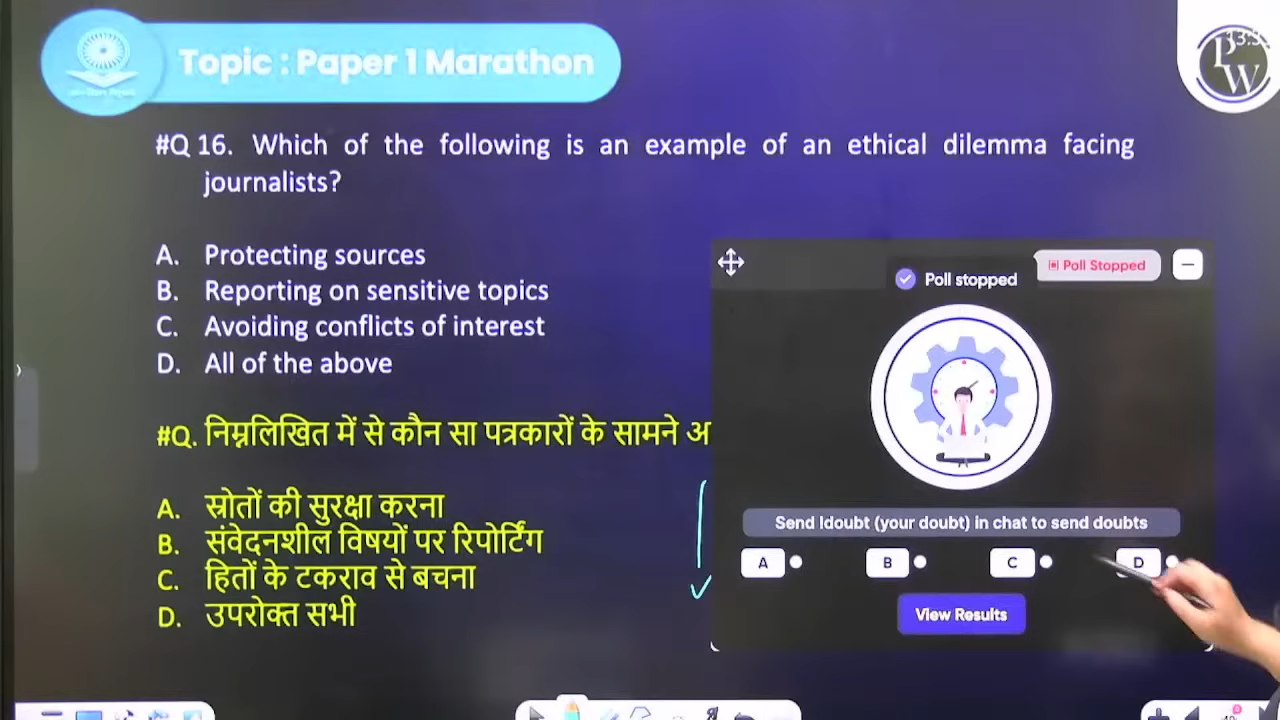 Topic : Paper 1 Marathon
PW
#Q 16. Which of the following is an example of an ethical dilemma facing
journalists?
A. Protecting sources
B. Reporting on sensitive topics
C. Avoiding conflicts of interest
D. All of the above
#Q. निम्नलिखित में से कौन सा पत्रकारों के सामने अ
A. स्रोतों की सुरक्षा करना
B. संवेदनशील विषयों पर रिपोर्टिंग
C. हितों के टकराव से बचना
D. उपरोक्त सभी
Poll Stopped
Poll stopped
Send !doubt (your doubt) in chat to send doubts
A B C D
View Results